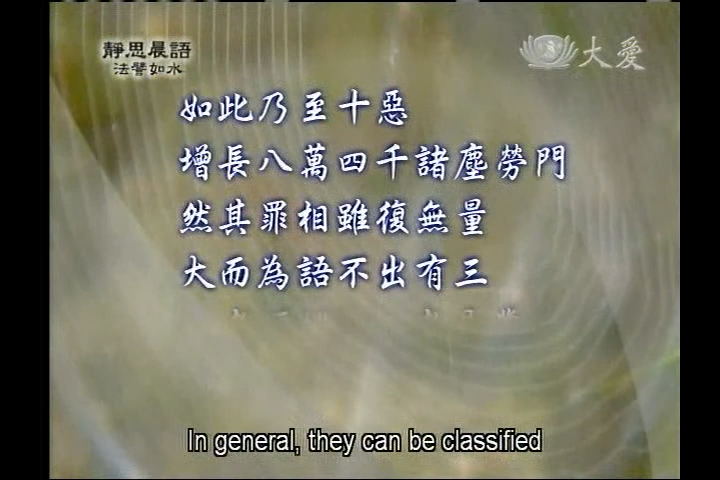 靜思晨語
法譬如水
大愛
如此乃至十惡
增長八萬四千諸塵勞門
然其罪相雖復無量
大而為語不出有三
In general, they can be classified